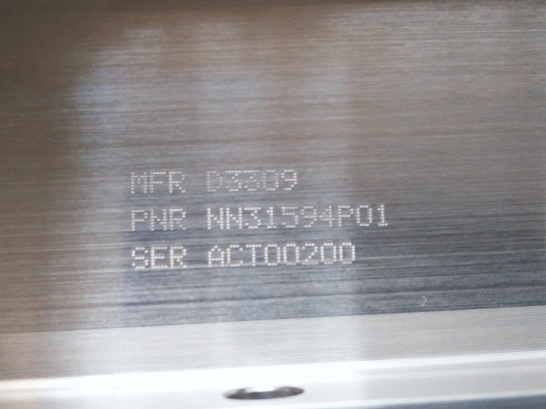 MFR D3309
PNR NN31594P01
SER ACT00200